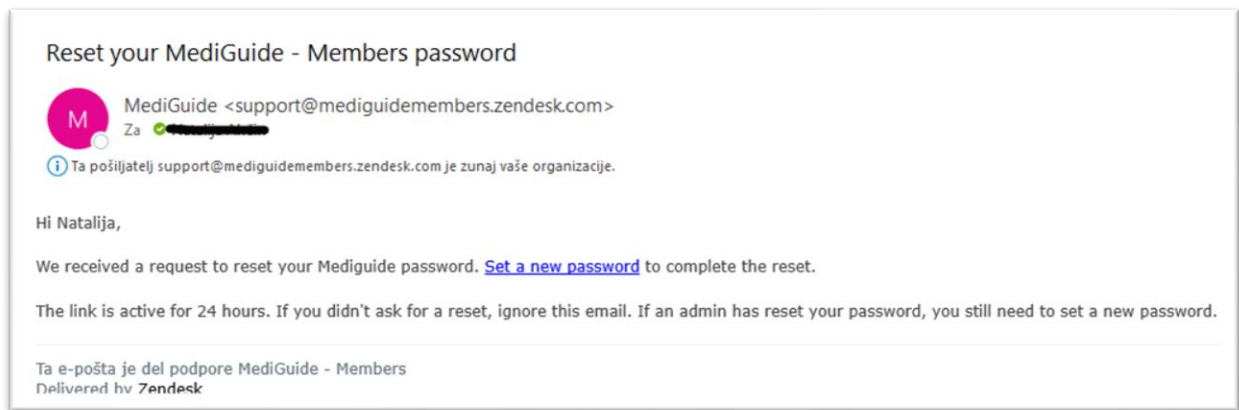 Reset your MediGuide - Members password
M
MediGuide <support@mediguidemembers.zendesk.com>
Za
Ta pošiljatelj support@mediguidemembers.zendesk.com je zunaj vaše organizacije.
Hi Natalija,
We received a request to reset your Mediguide password. Set a new password to complete the reset.
The link is active for 24 hours. If you didn't ask for a reset, ignore this email. If an admin has reset your password, you still need to set a new password.
Ta e-pošta je del podpore MediGuide - Members
Delivered by Zendesk